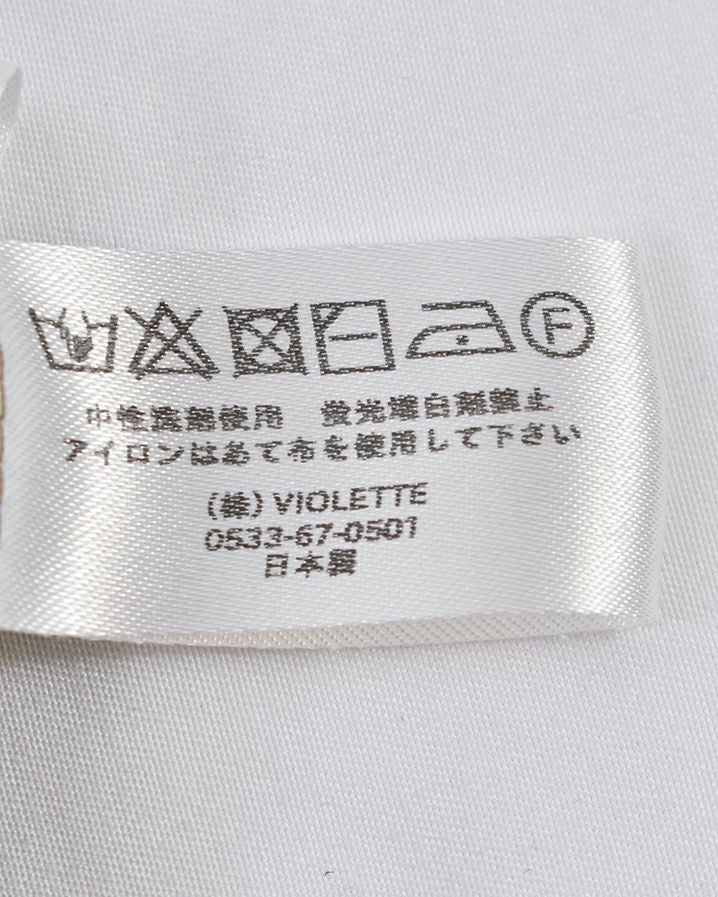 F
中性洗剤使用 蛍光増白剤禁止
アイロンはあて布を使用して下さい
(株) VIOLETTE
0533-67-0501
日本製